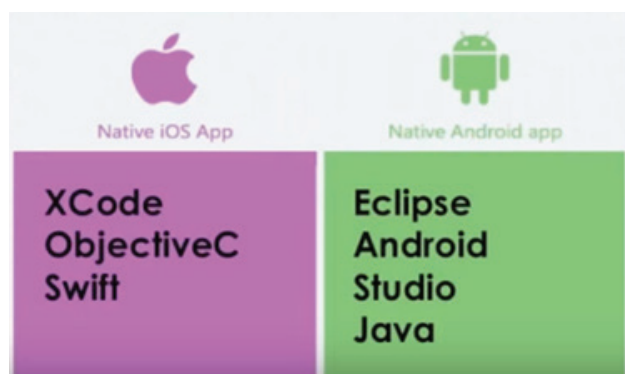 Native iOS App
XCode
ObjectiveC
Swift
Native Android app
Eclipse
Android
Studio
Java